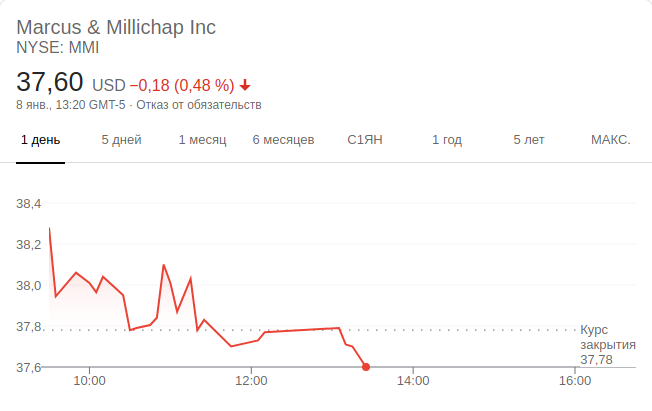 Marcus & Millichap Inc
NYSE: MMI
37,60 USD −0,18 (0,48 %)
8 янв., 13:20 GMT-5 · Отказ от обязательств
1 день 5 дней 1 месяц 6 месяцев С1ЯН 1 год 5 лет МАКС.
38,4
38,2
38,0
37,8
Курс
закрытия
37,78
37,6
10:00 12:00 14:00 16:00